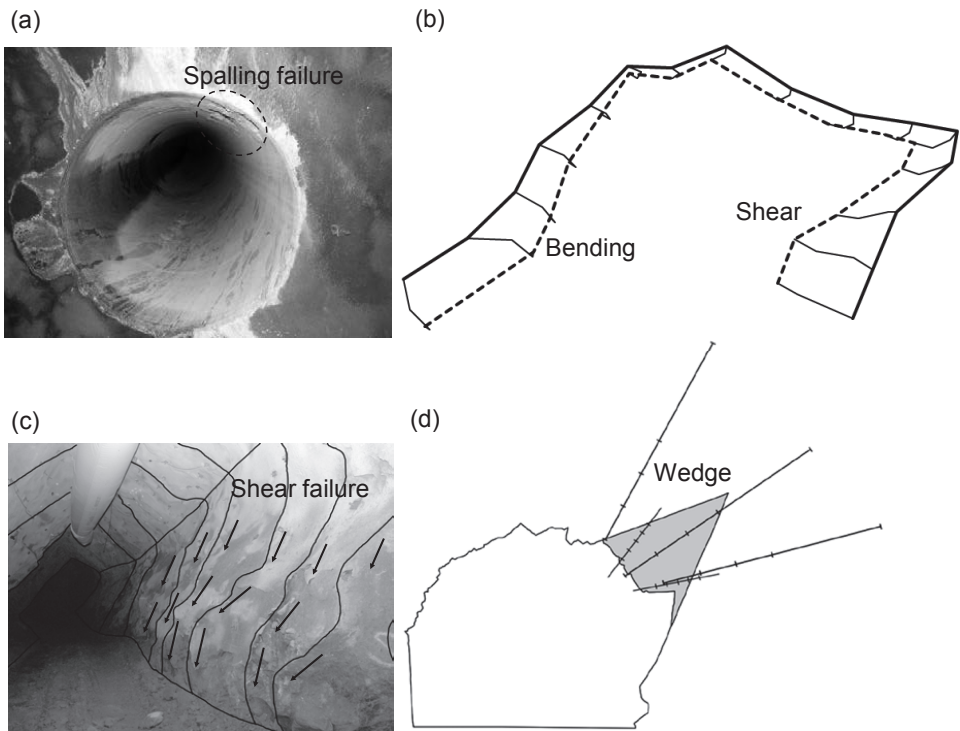 (a)
Spalling failure
(b)
Bending
Shear
(c)
Shear failure
(d)
Wedge